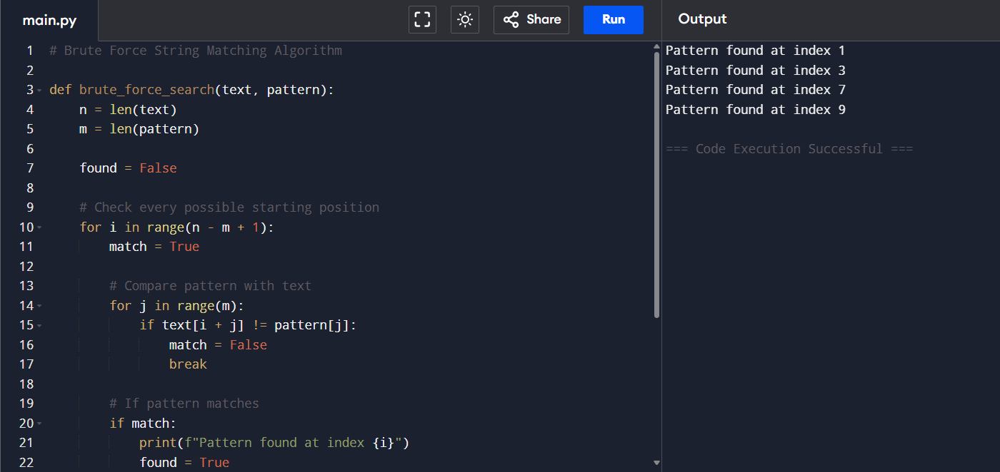 main.py
Share
Run
Output
1 # Brute Force String Matching Algorithm
2
3 def brute_force_search(text, pattern):
4     n = len(text)
5     m = len(pattern)
6
7     found = False
8
9     # Check every possible starting position
10     for i in range(n - m + 1):
11         match = True
12
13         # Compare pattern with text
14         for j in range(m):
15             if text[i + j] != pattern[j]:
16                 match = False
17                 break
18
19         # If pattern matches
20         if match:
21             print(f"Pattern found at index {i}")
22             found = True
Pattern found at index 1
Pattern found at index 3
Pattern found at index 7
Pattern found at index 9
=== Code Execution Successful ===